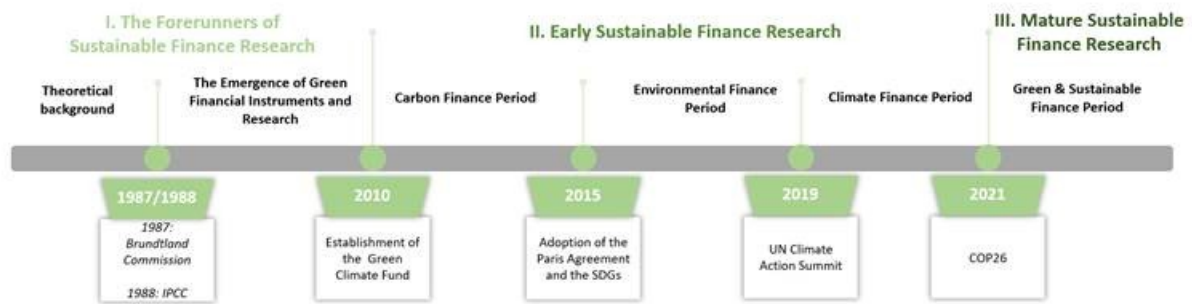 I. The Forerunners of
Sustainable Finance Research
II. Early Sustainable Finance Research
III. Mature Sustainable
Finance Research
Theoretical
background
The Emergence of Green
Financial Instruments and
Research
Carbon Finance Period
Environmental Finance
Period
Climate Finance Period
Green & Sustainable
Finance Period
1987/1988
1987:
Brundtland
Commission
1988: IPCC
2010
Establishment of
the Green
Climate Fund
2015
Adoption of the
Paris Agreement
and the SDGs
2019
UN Climate
Action Summit
2021
COP26